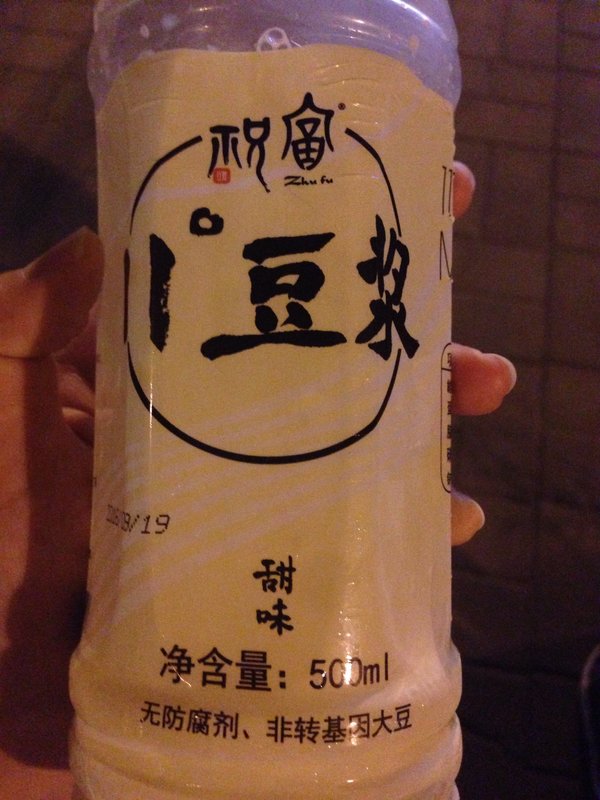 祝富
Zhu fu
11°豆浆
19
甜味
净含量：500ml
无防腐剂、非转基因大豆